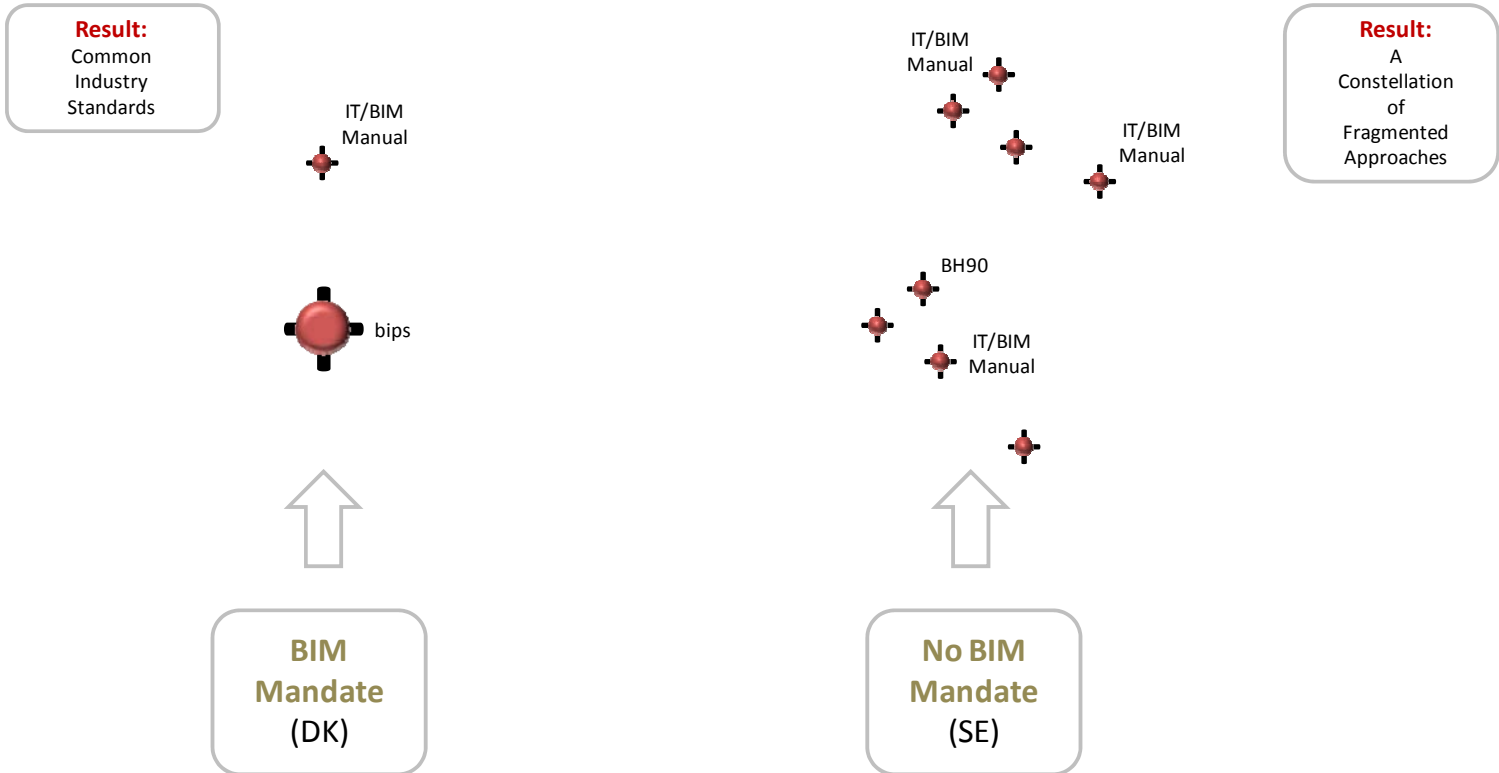 Result:
Common
Industry
Standards
IT/BIM
Manual
bips
BIM
Mandate
(DK)
IT/BIM
Manual
IT/BIM
Manual
BH90
IT/BIM
Manual
No BIM
Mandate
(SE)
Result:
A
Constellation
of
Fragmented
Approaches